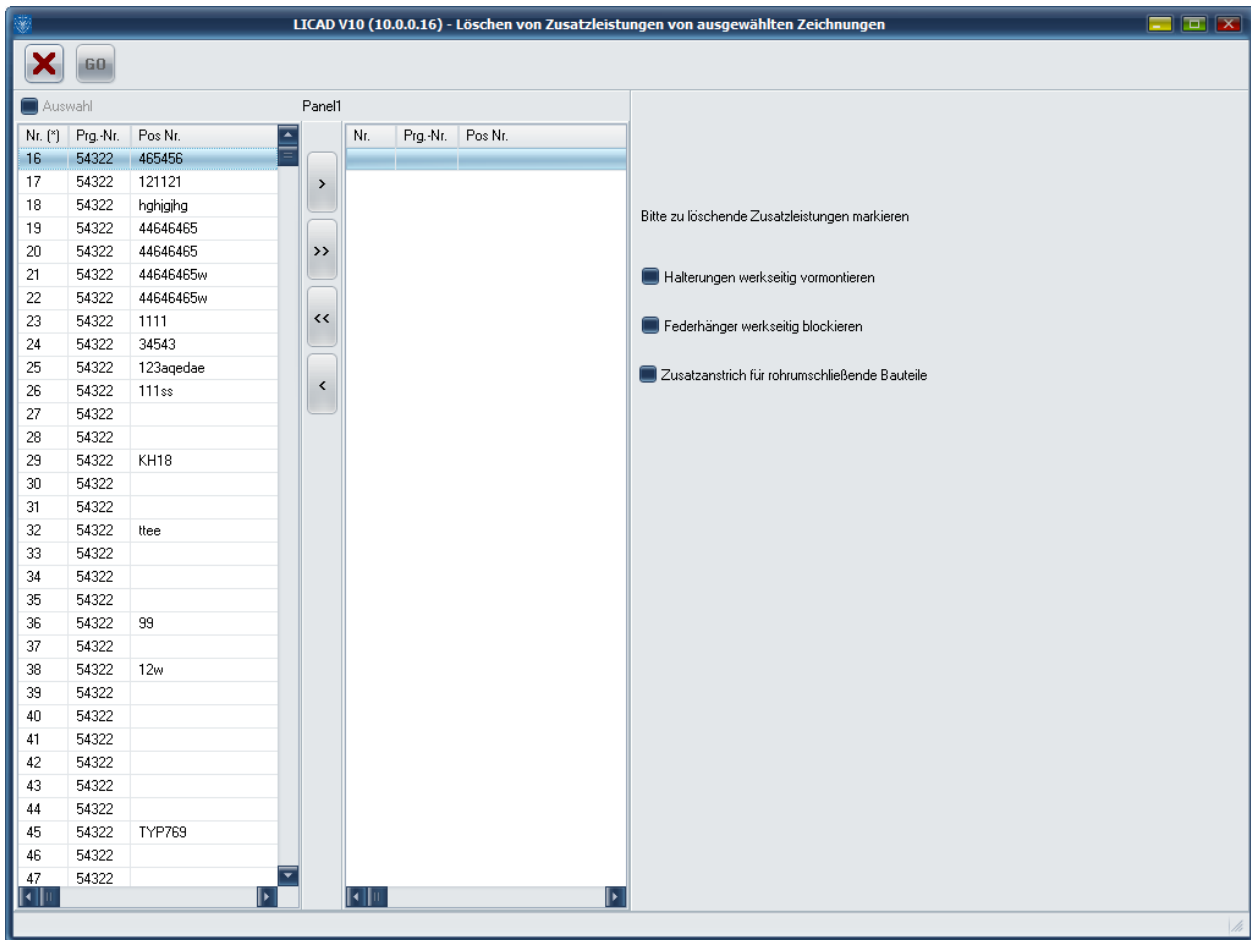 LICAD V10 (10.0.0.16) - Löschen von Zusatzleistungen von ausgewählten Zeichnungen
GO
Auswahl
Panel1
Nr. (*) Prg.-Nr. Pos Nr.
16 54322 465456
17 54322 121121
18 54322 hghjgjhg
19 54322 44646465
20 54322 44646465
21 54322 44646465w
22 54322 44646465w
23 54322 1111
24 54322 34543
25 54322 123aqedae
26 54322 111ss
27 54322
28 54322
29 54322 KH18
30 54322
31 54322
32 54322 ttee
33 54322
34 54322
35 54322
36 54322 99
37 54322
38 54322 12w
39 54322
40 54322
41 54322
42 54322
43 54322
44 54322
45 54322 TYP769
46 54322
47 54322
>
>>
<<
<
Nr. Prg.-Nr. Pos Nr.
Bitte zu löschende Zusatzleistungen markieren
Halterungen werkseitig vormontieren
Federhänger werkseitig blockieren
Zusatzanstrich für rohrumschließende Bauteile